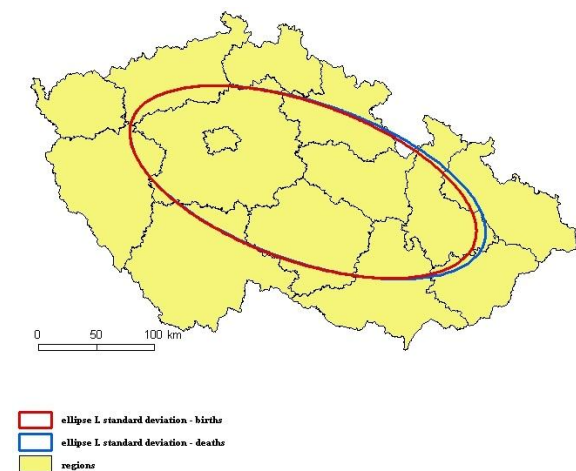 0 50 100 km
ellipse I. standard deviation - births
ellipse I. standard deviation - deaths
regions